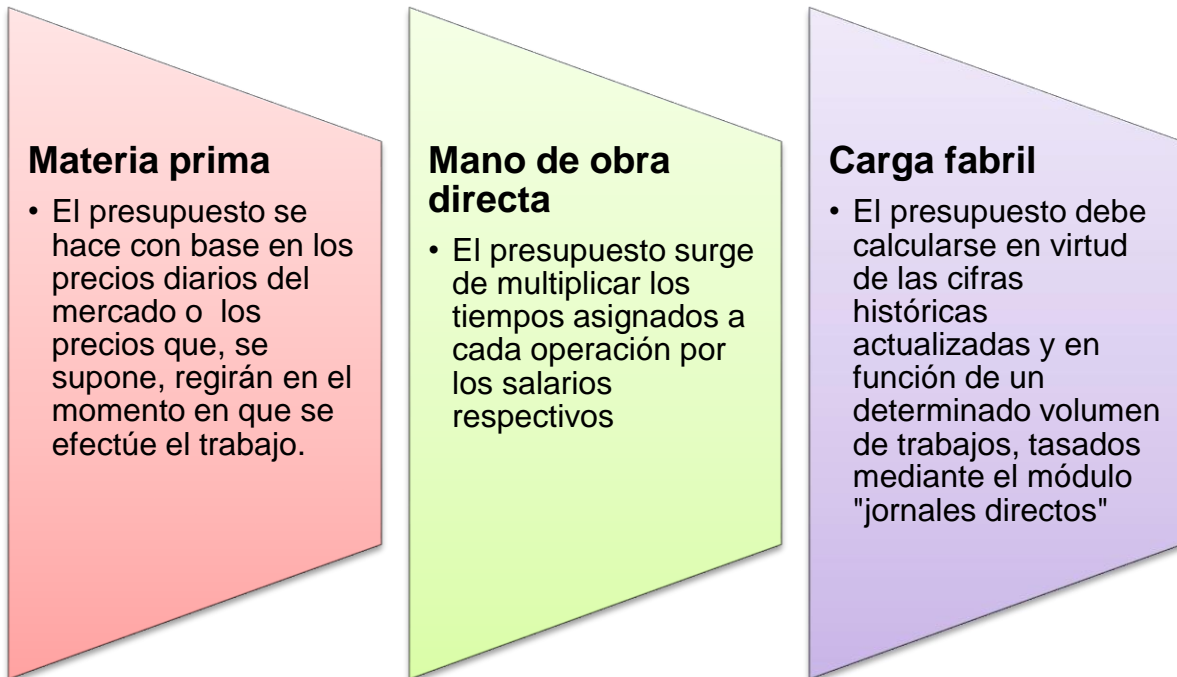 Materia prima
• El presupuesto se
hace con base en los
precios diarios del
mercado o  los
precios que, se
supone, regirán en el
momento en que se
efectúe el trabajo.
Mano de obra
directa
• El presupuesto surge
de multiplicar los
tiempos asignados a
cada operación por
los salarios
respectivos
Carga fabril
• El presupuesto debe
calcularse en virtud
de las cifras
históricas
actualizadas y en
función de un
determinado volumen
de trabajos, tasados
mediante el módulo
"jornales directos"